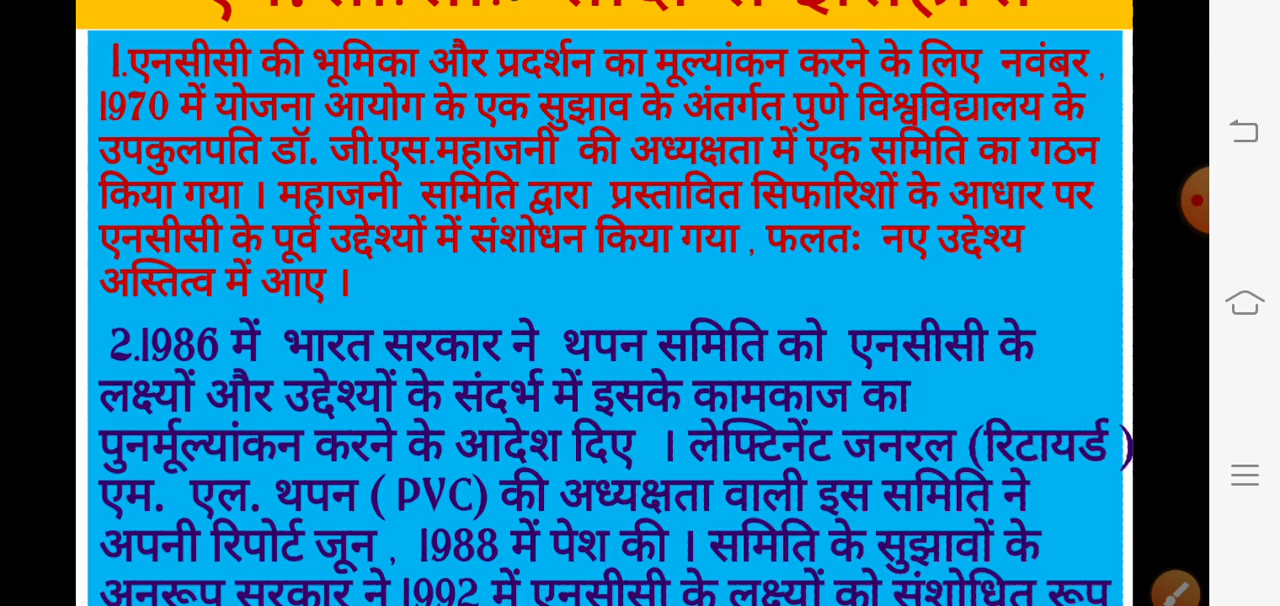 1.एनसीसी की भूमिका और प्रदर्शन का मूल्यांकन करने के लिए नवंबर ,
1970 में योजना आयोग के एक सुझाव के अंतर्गत पुणे विश्वविद्यालय के
उपकुलपति डॉ. जी.एस.महाजनी की अध्यक्षता में एक समिति का गठन
किया गया । महाजनी समिति द्वारा प्रस्तावित सिफारिशों के आधार पर
एनसीसी के पूर्व उद्देश्यों में संशोधन किया गया , फलतः नए उद्देश्य
अस्तित्व में आए ।
2.1986 में भारत सरकार ने थपन समिति को एनसीसी के
लक्ष्यों और उद्देश्यों के संदर्भ में इसके कामकाज का
पुनर्मूल्यांकन करने के आदेश दिए । लेफ्टिनेंट जनरल (रिटायर्ड )
एम. एल. थपन ( PVC) की अध्यक्षता वाली इस समिति ने
अपनी रिपोर्ट जून , 1988 में पेश की । समिति के सुझावों के
अनुरूप सरकार ने 1992 में एनसीसी के लक्ष्यों को संशोधित रूप